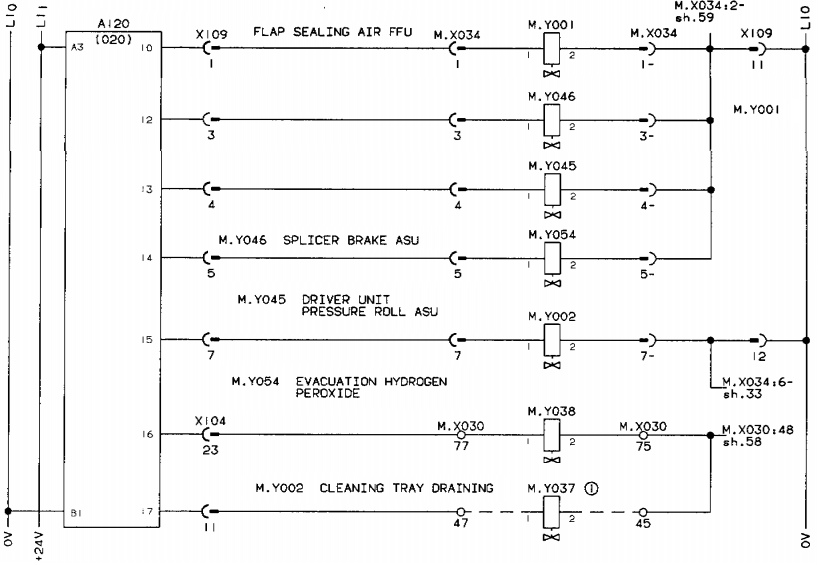 L10
L11
A120
(020)
M.X034:2-
sh.59
L10
A3
10
X109
1
FLAP SEALING AIR FFU
M.X034
1
M.Y001
1
2
M.X034
1-
X109
11
12
3
3
M.Y046
1
2
3-
M.Y001
13
4
4
M.Y045
1
2
4-
14
M.Y046 SPLICER BRAKE ASU
5
5
M.Y054
1
2
5-
M.Y045 DRIVER UNIT
PRESSURE ROLL ASU
15
7
7
M.Y002
1
2
7-
12
M.Y054 EVACUATION HYDROGEN
PEROXIDE
M.X034:6-
sh.33
16
X104
23
M.X030
77
M.Y038
1
2
M.X030
75
M.X030:48
sh.58
M.Y002 CLEANING TRAY DRAINING
M.Y037 ①
B1
17
11
47
1
2
45
0V
+24V
0V